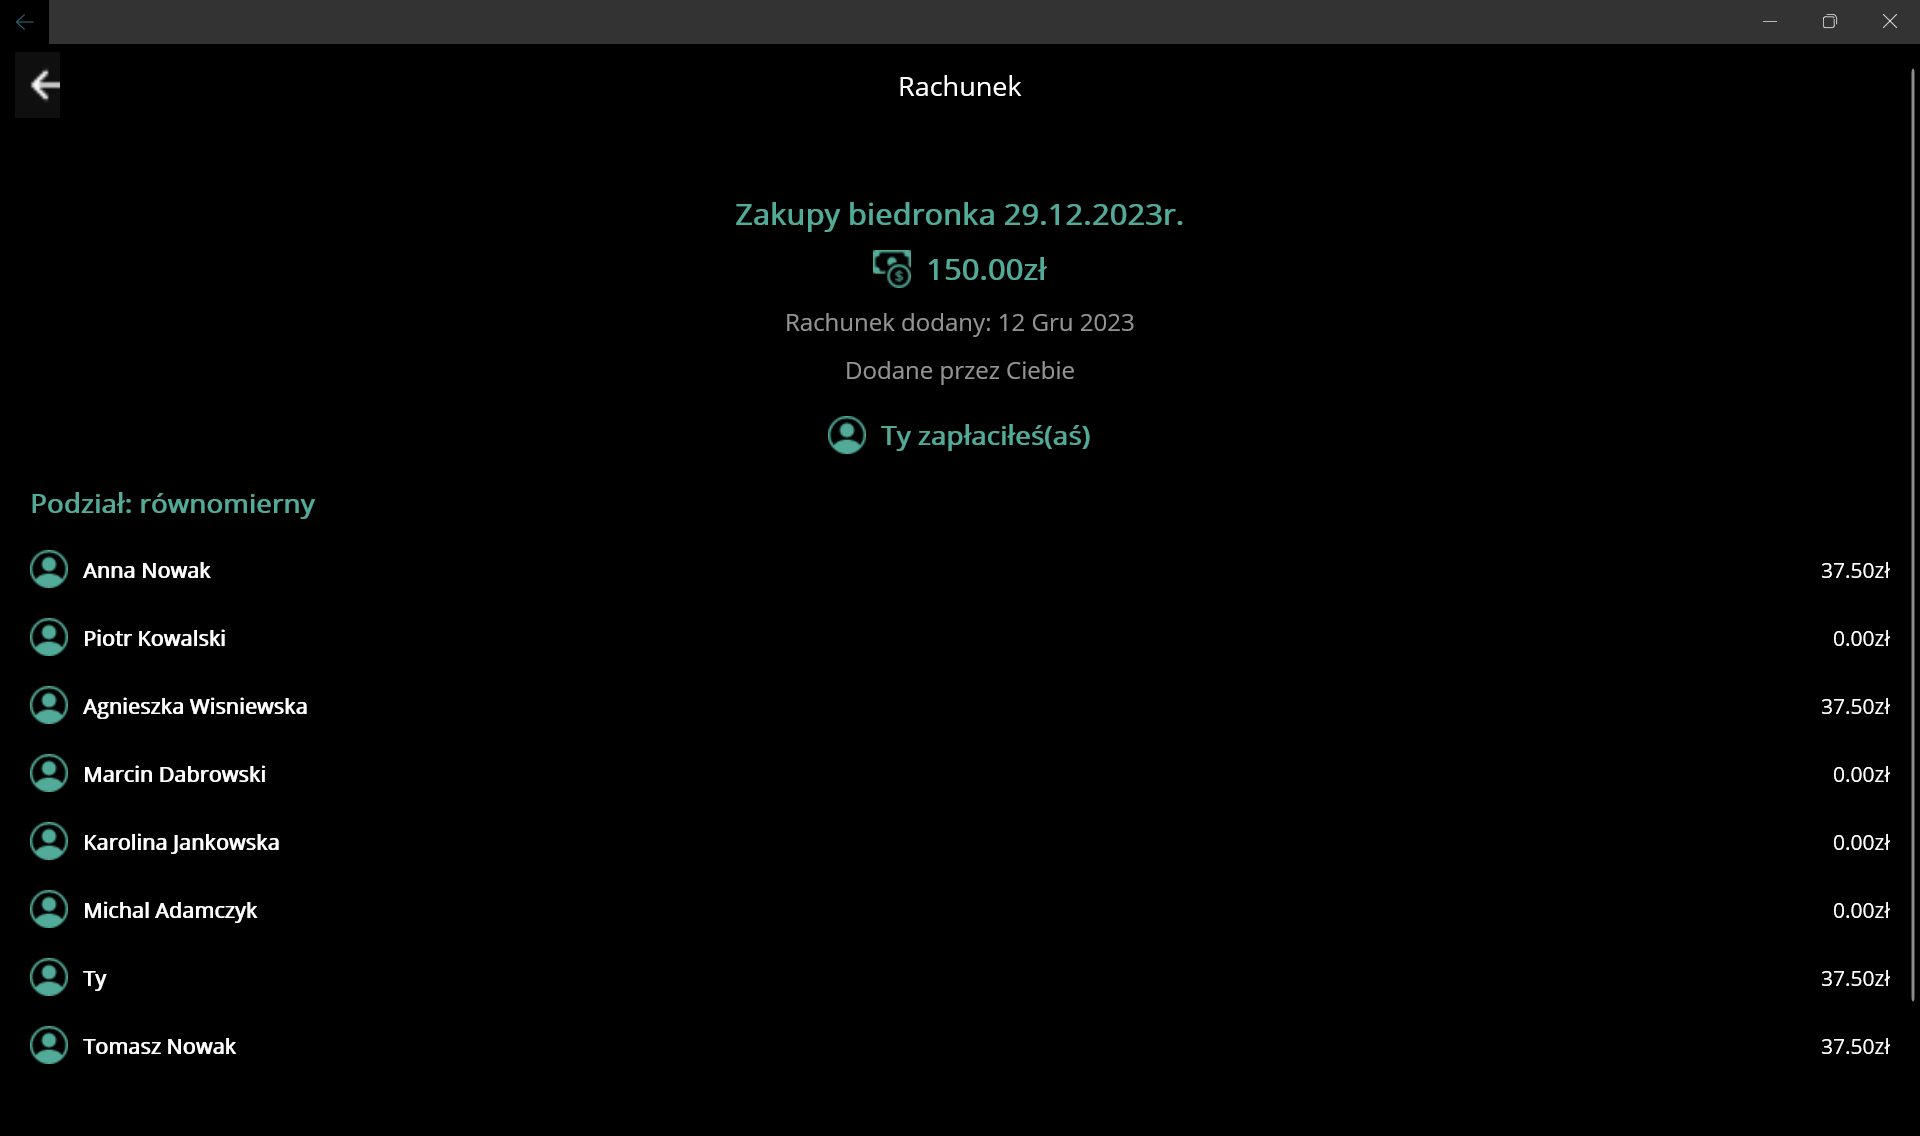 Rachunek
Zakupy biedronka 29.12.2023r.
150.00zł
Rachunek dodany: 12 Gru 2023
Dodane przez Ciebie
Ty zapłaciłeś(aś)
Podział: równomierny
Anna Nowak 37.50zł
Piotr Kowalski 0.00zł
Agnieszka Wisniewska 37.50zł
Marcin Dabrowski 0.00zł
Karolina Jankowska 0.00zł
Michal Adamczyk 0.00zł
Ty 37.50zł
Tomasz Nowak 37.50zł